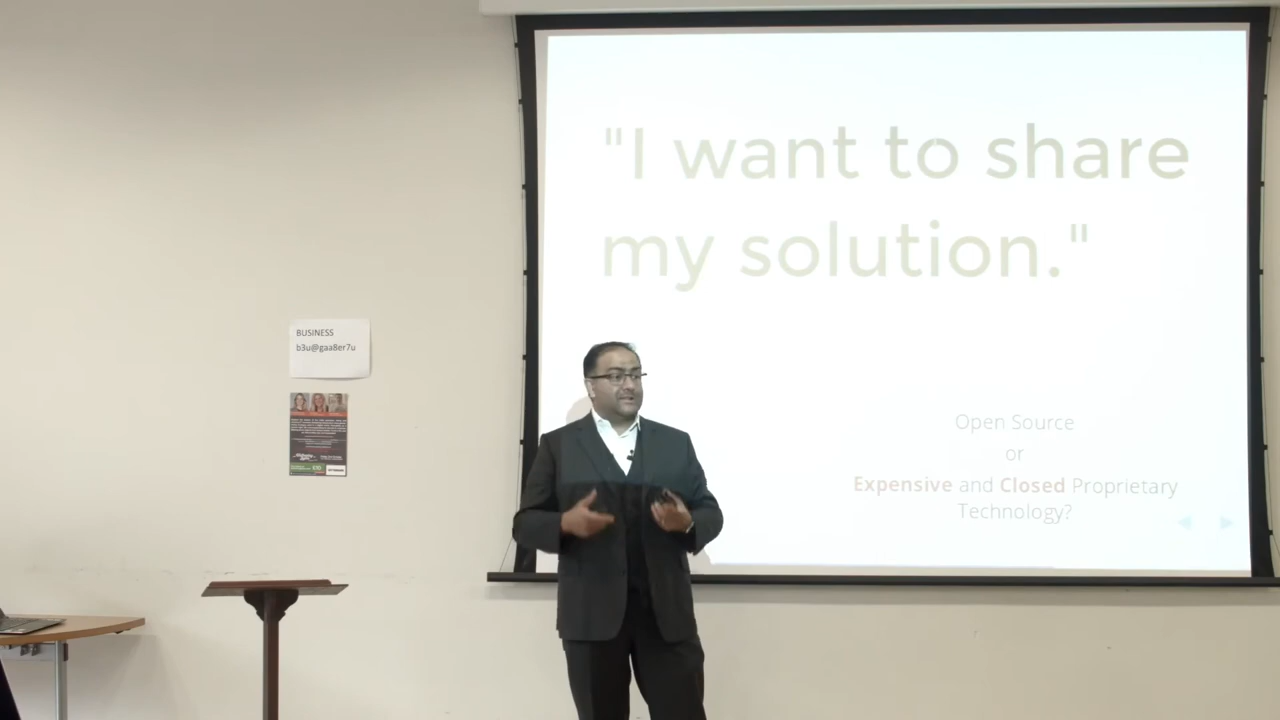 "I want to share
my solution."
Open Source
or
Expensive and Closed Proprietary
Technology?
BUSINESS
b3u@gaa8er7u